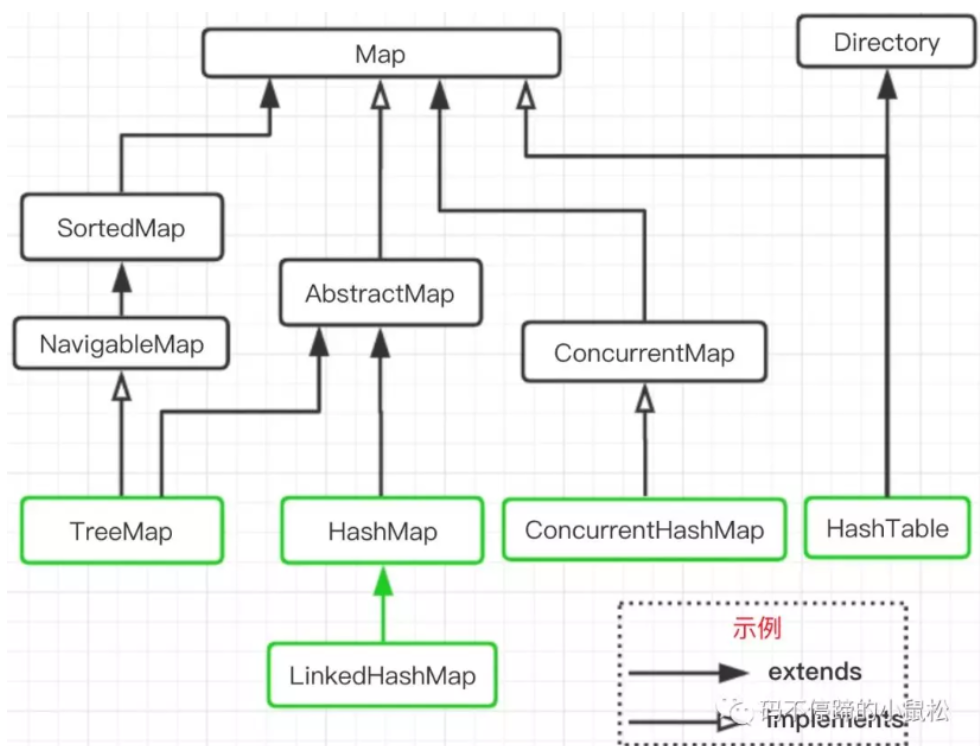 Map
Directory
SortedMap
AbstractMap
NavigableMap
ConcurrentMap
TreeMap
HashMap
ConcurrentHashMap
HashTable
LinkedHashMap
示例
extends
implements
码不停蹄的小鼠松